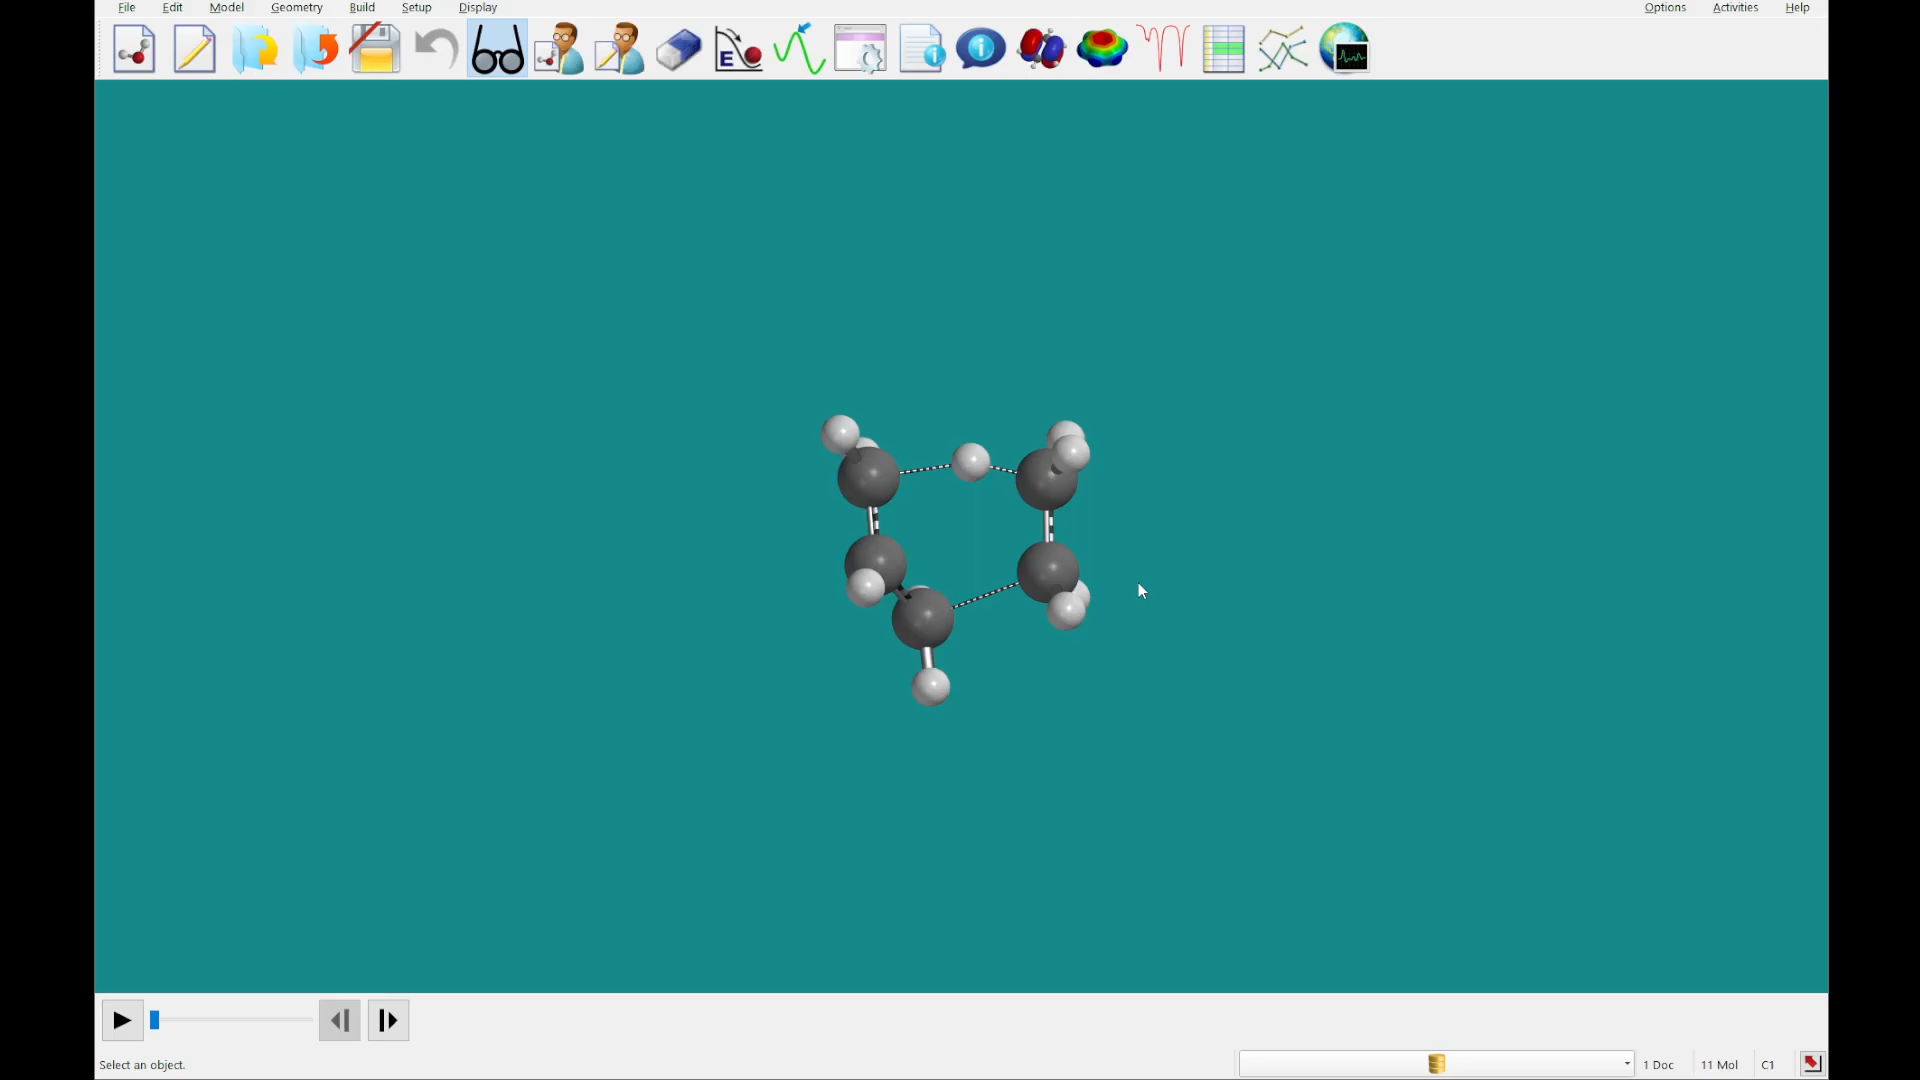 File Edit Model Geometry Build Setup Display Options Activities Help
E
Select an object. 1 Doc 11 Mol C1